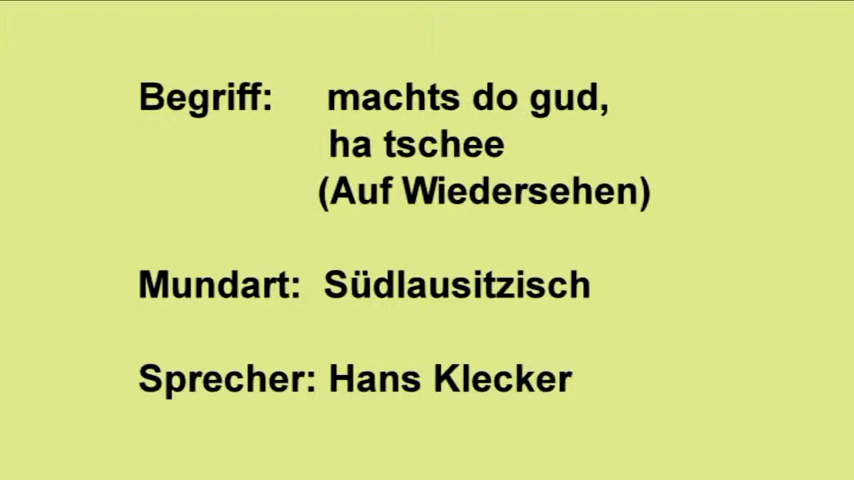 Begriff: machts do gud,
ha tschee
(Auf Wiedersehen)
Mundart: Südlausitzisch
Sprecher: Hans Klecker